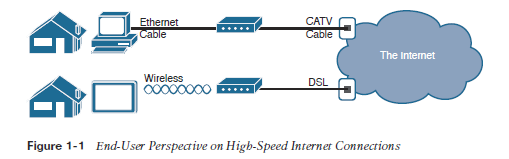 Ethernet
Cable
CATV
Cable
The Internet
Wireless
DSL
Figure 1-1 End-User Perspective on High-Speed Internet Connections